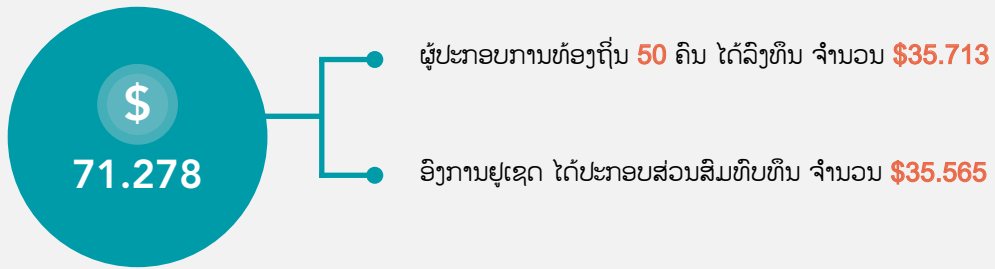 $
71.278
ຜູ້ປະກອບການທ້ອງຖິ່ນ 50 ຄົນ ໄດ້ລົງທຶນ ຈຳນວນ $35.713
ອົງການຢູເຊດ ໄດ້ປະກອບສ່ວນສົມທົບທຶນ ຈຳນວນ $35.565